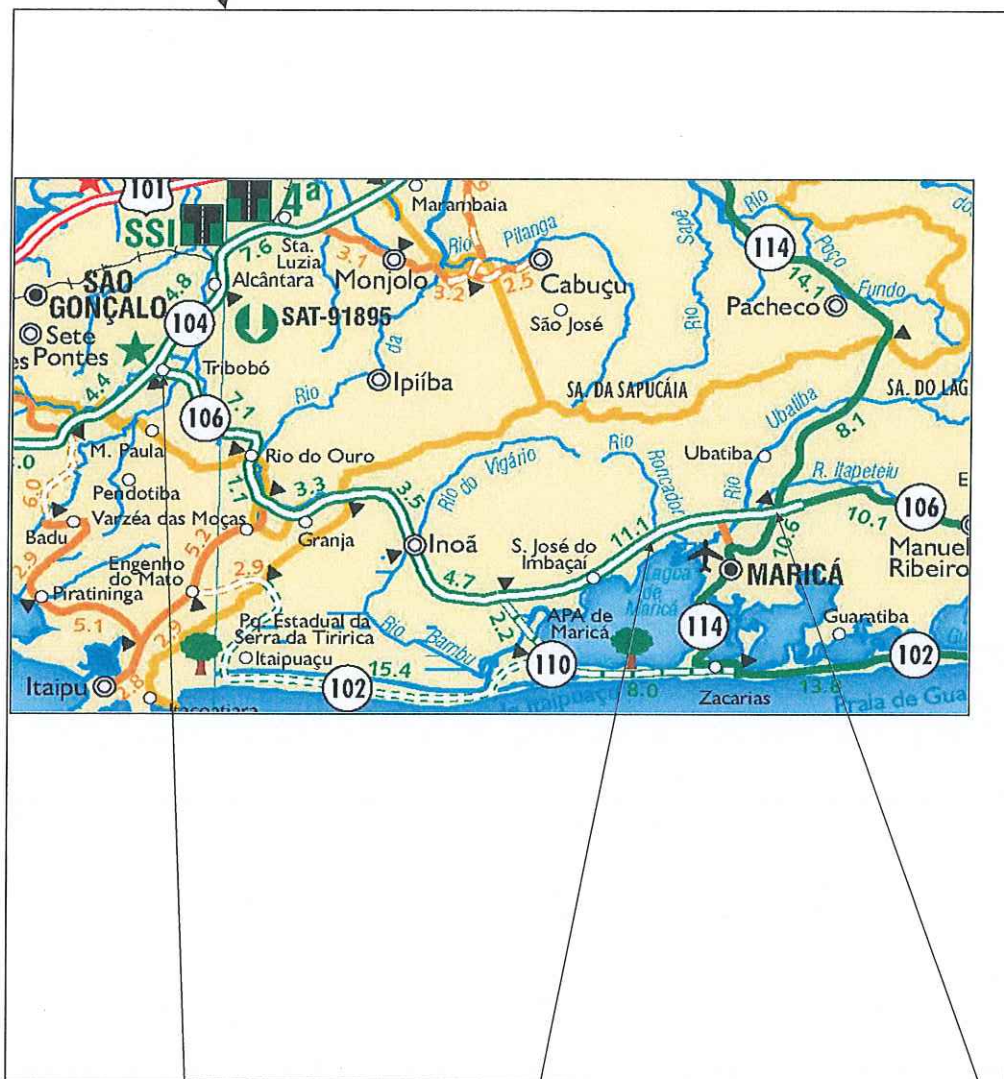 101
4ª
SSI
Marambaia
Sta.
Luzia
7.6
3.1
Rio
Pilanga
Sapê
Rio
Rio
Poço
Fundo
114
14.1
SÃO
GONÇALO
4.8
Alcântara
Monjolo
3.2
2.5
Cabuçu
São José
Pacheco
104
SAT-91895
Sete
Pontes
Tribobó
Rio
da
Ipiíba
SA. DA SAPUCÁIA
SA. DO LAG
4.4
106
7.1
Ubatiba
8.1
M. Paula
Rio do Ouro
Rio do Vigário
Rio
Roncador
Ubatiba
Rio
R. Itapeteiu
6.0
Pendotiba
1.1
3.3
3.5
Varzéa das Moças
Badu
Granja
Inoã
11.1
10.6
10.1
106
E
Manuel
Ribeiro
2.9
5.2
Engenho
do Mato
2.9
S. José do
Imbaçaí
4.7
Lagua
de
Maricá
MARICÁ
Piratininga
5.1
2.9
Pq. Estadual da
Serra da Tiririca
Rio
Bambu
2.2
APA de
Maricá
114
Guaratiba
Itaipuaçu
15.4
110
102
Itaipu
2.8
102
8.0
Zacarias
13.8
Itacoatiara
Itaipuaçu
Praia de Gua